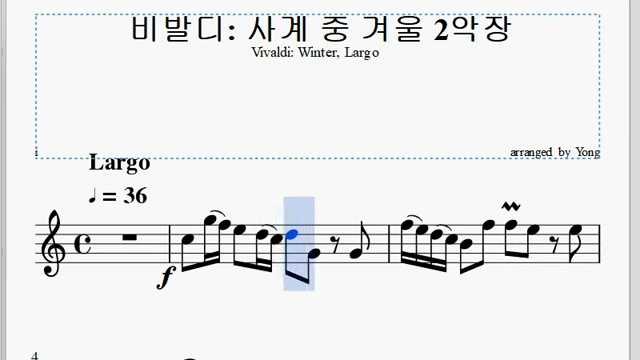 비발디: 사계 중 겨울 2악장
Vivaldi: Winter, Largo
i
arranged by Yong
Largo
♩ = 36
f
4